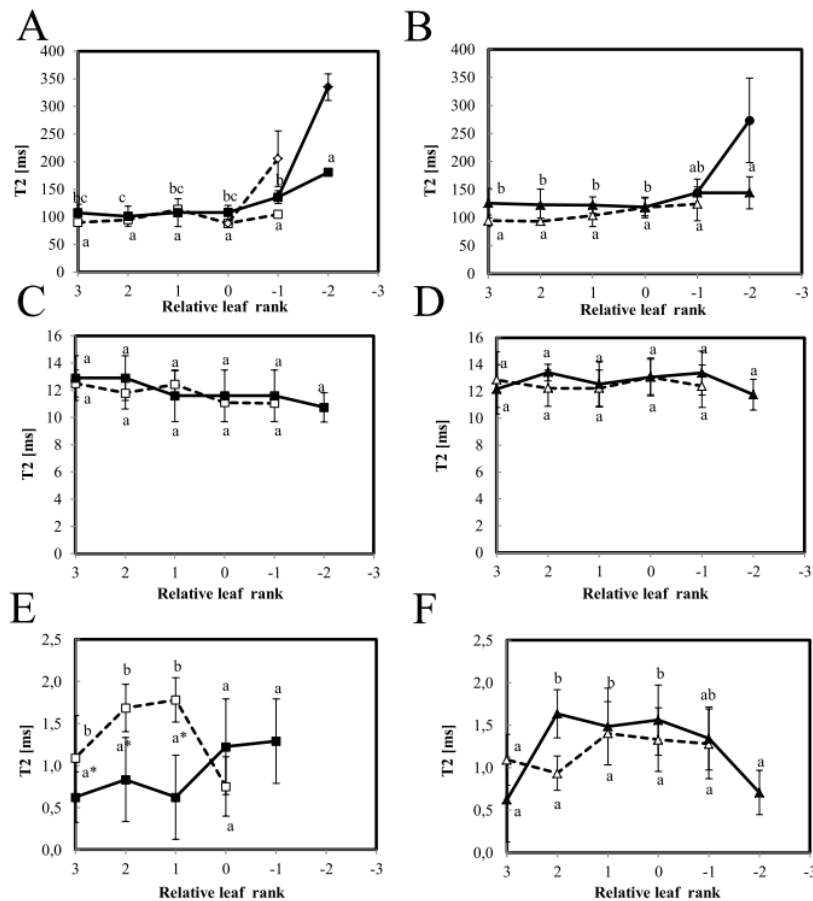 A
B
400
350
300
250
200
150
100
50
0
T2 [ms]
bc
c
bc
bc
b
a
a
a
a
a
a
3
2
1
0
-1
-2
-3
Relative leaf rank
400
350
300
250
200
150
100
50
0
T2 [ms]
b
b
b
b
ab
a
a
a
a
a
a
3
2
1
0
-1
-2
-3
Relative leaf rank
C
D
16
14
12
10
8
6
4
2
0
T2 [ms]
a
a
a
a
a
a
a
a
a
a
a
3
2
1
0
-1
-2
-3
Relative leaf rank
16
14
12
10
8
6
4
2
0
T2 [ms]
a
a
a
a
a
a
a
a
a
a
a
3
2
1
0
-1
-2
-3
Relative leaf rank
E
F
2,5
2,0
1,5
1,0
0,5
0,0
T2 [ms]
b
b
b
a
a
a*
a*
a*
a
3
2
1
0
-1
-2
-3
Relative leaf rank
2,5
2,0
1,5
1,0
0,5
0,0
T2 [ms]
a
b
b
b
ab
a
a
a
a
a
a
3
2
1
0
-1
-2
-3
Relative leaf rank